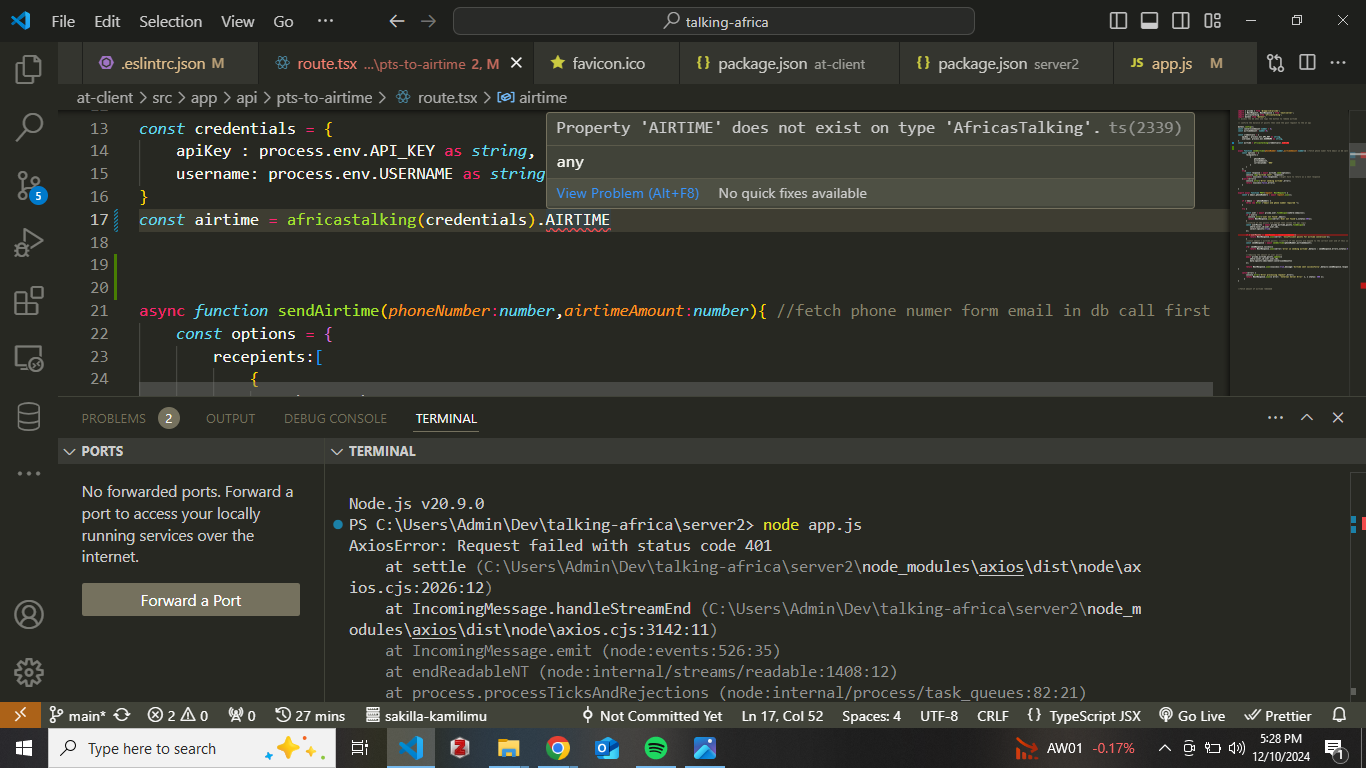 File Edit Selection View Go ··· talking-africa
.eslintrc.json M route.tsx ...\pts-to-airtime 2, M favicon.ico package.json at-client package.json server2 JS app.js M
at-client > src > app > api > pts-to-airtime > route.tsx > airtime
13 const credentials = {
14 apiKey : process.env.API_KEY as string,
15 username: process.env.USERNAME as string
16 }
17 const airtime = africastalking(credentials).AIRTIME
18
19
20
21 async function sendAirtime(phoneNumber:number,airtimeAmount:number){ //fetch phone numer form email in db call first
22 const options = {
23 recepients:[
24 {
Property 'AIRTIME' does not exist on type 'AfricasTalking'. ts(2339)
any
View Problem (Alt+F8) No quick fixes available
5
PROBLEMS 2 OUTPUT DEBUG CONSOLE TERMINAL
PORTS
No forwarded ports. Forward a
port to access your locally
running services over the
internet.
Forward a Port
TERMINAL
Node.js v20.9.0
PS C:\Users\Admin\Dev\talking-africa\server2> node app.js
AxiosError: Request failed with status code 401
at settle (C:\Users\Admin\Dev\talking-africa\server2\node_modules\axios\dist\node\ax
ios.cjs:2026:12)
at IncomingMessage.handleStreamEnd (C:\Users\Admin\Dev\talking-africa\server2\node_m
odules\axios\dist\node\axios.cjs:3142:11)
at IncomingMessage.emit (node:events:526:35)
at endReadableNT (node:internal/streams/readable:1408:12)
at process.processTicksAndRejections (node:internal/process/task_queues:82:21)
main* 2 0 0 27 mins sakilla-kamilimu Not Committed Yet Ln 17, Col 52 Spaces: 4 UTF-8 CRLF {} TypeScript JSX Go Live Prettier
Type here to search AW01 -0.17% 5:28 PM
12/10/2024 1